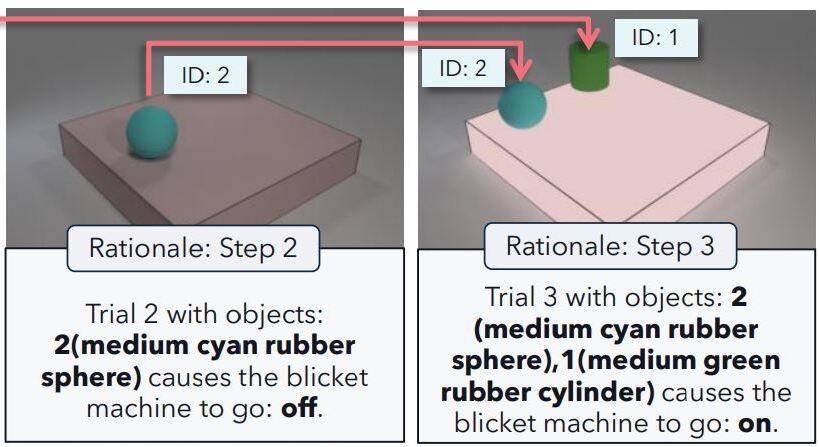 ID: 2
Rationale: Step 2
Trial 2 with objects:
2(medium cyan rubber
sphere) causes the blicket
machine to go: off.
ID: 1
ID: 2
Rationale: Step 3
Trial 3 with objects: 2
(medium cyan rubber
sphere),1(medium green
rubber cylinder) causes the
blicket machine to go: on.